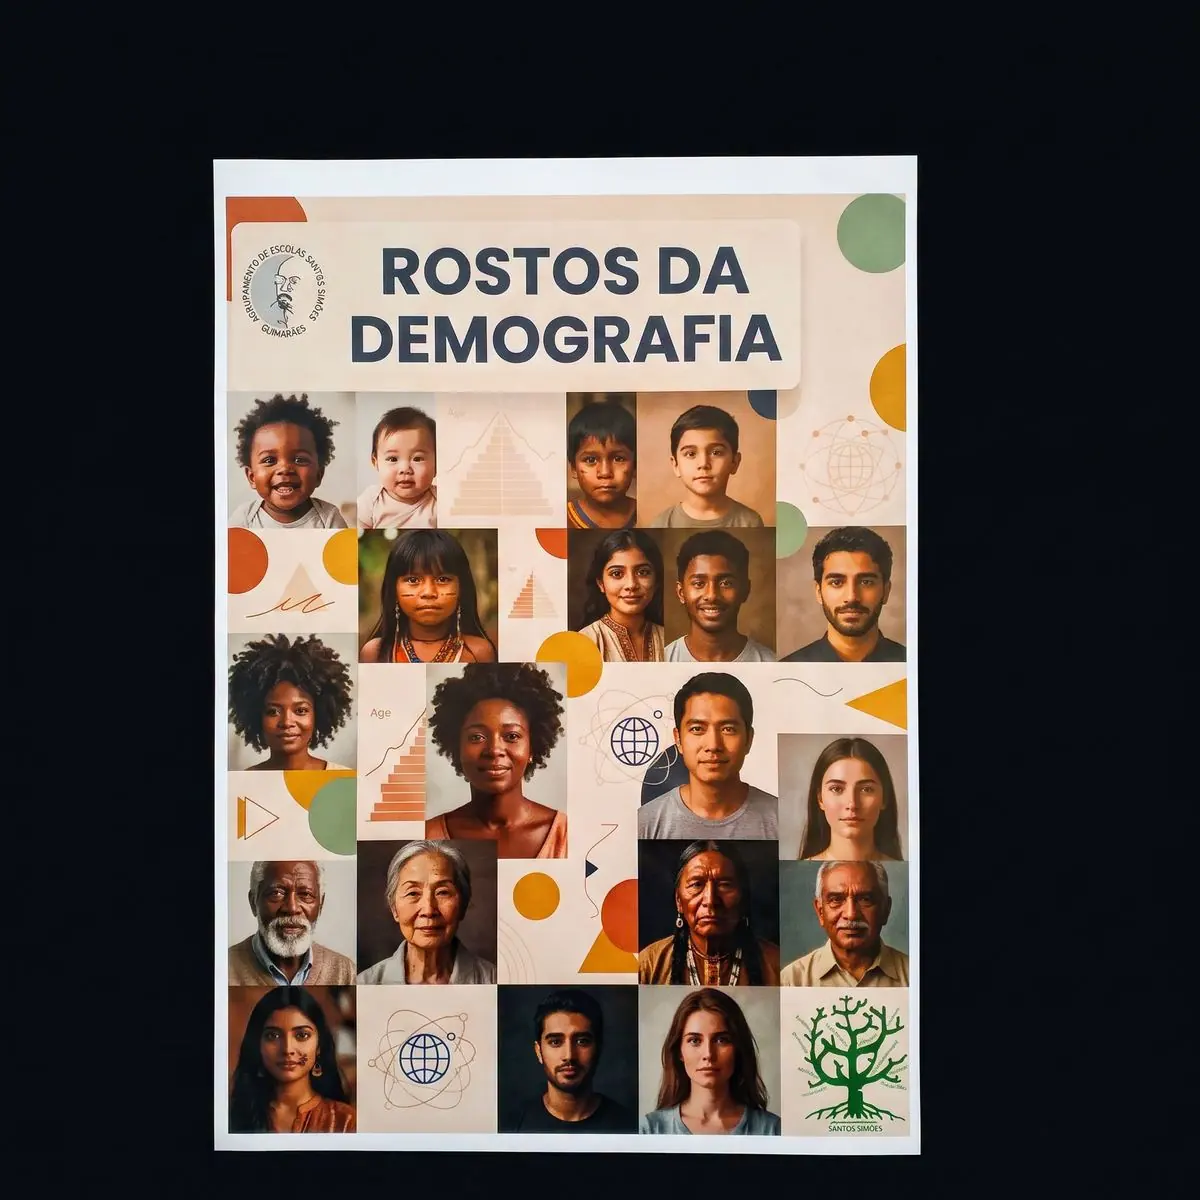 AGRUPAMENTO DE ESCOLAS SANTOS SIMÕES
GUIMARÃES
ROSTOS DA
DEMOGRAFIA
Age
Age
SANTOS SIMÕES